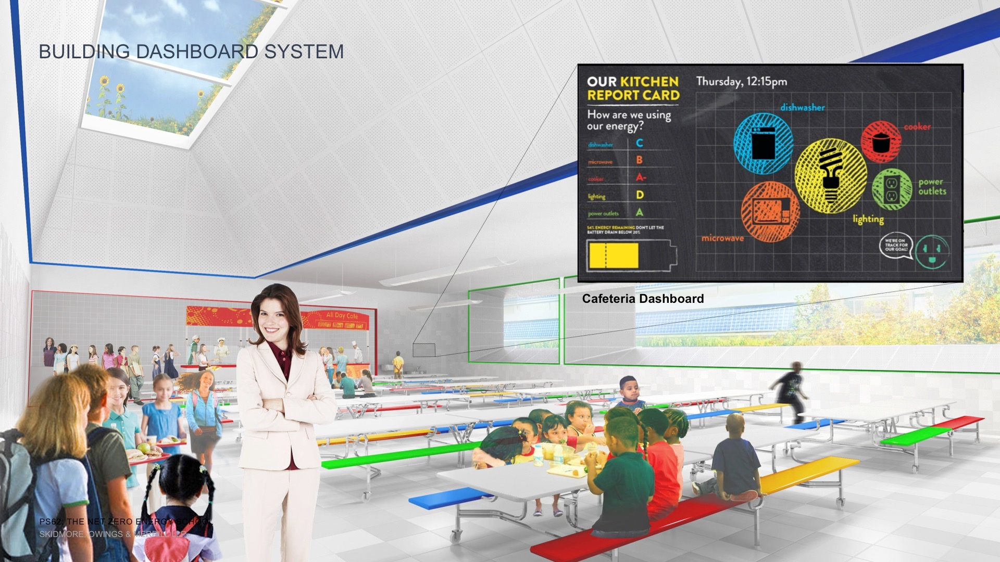 BUILDING DASHBOARD SYSTEM
OUR KITCHEN
REPORT CARD
How are we using
our energy?
dishwasher C
microwave B
cooker A-
lighting D
power outlets A
54% ENERGY REMAINING DON'T LET THE
BATTERY DRAIN BELOW 20%
Thursday, 12:15pm
dishwasher
cooker
power
outlets
lighting
microwave
WE'RE ON
TRACK FOR
OUR GOAL!
Cafeteria Dashboard
All Day Café
PS62: THE NET ZERO ENERGY SCHOOL
SKIDMORE, OWINGS & MERRILL LLP